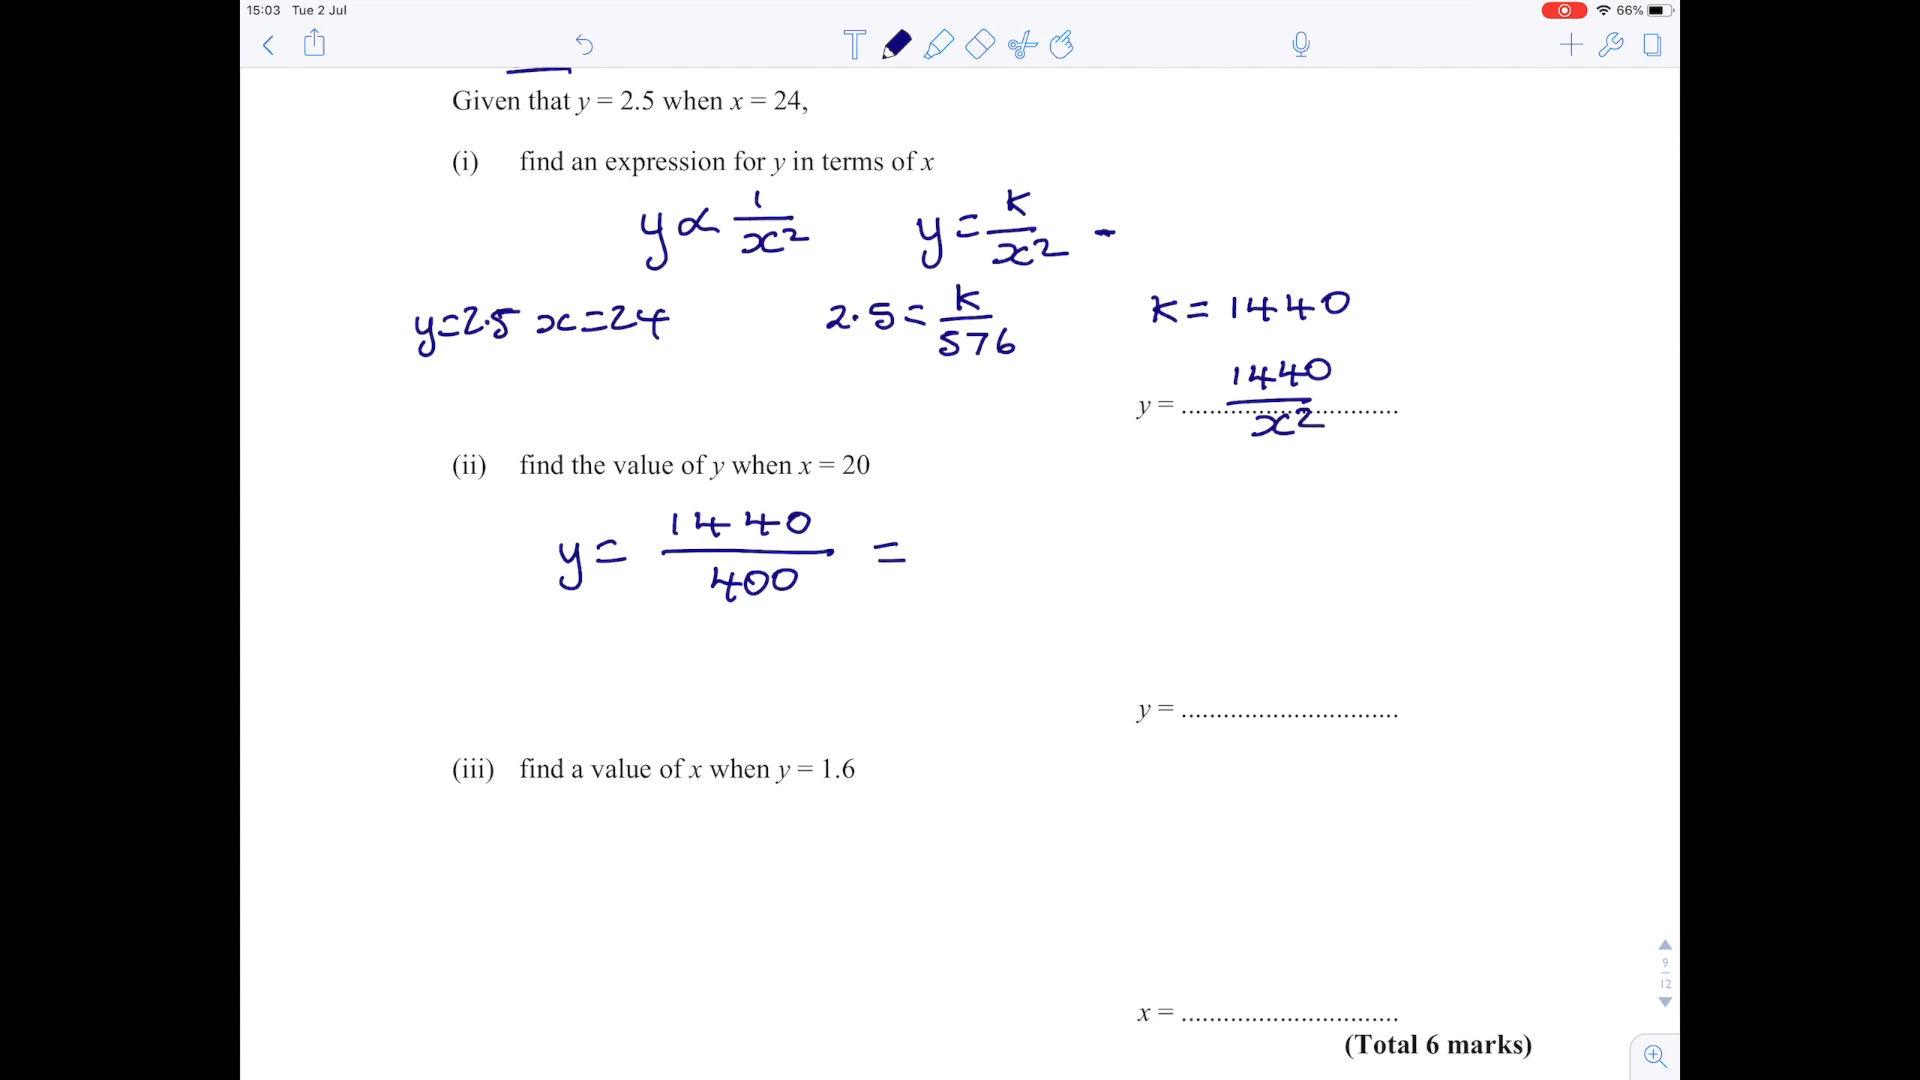 15:03 Tue 2 Jul 66%
T
Given that y = 2.5 when x = 24,
(i) find an expression for y in terms of x
y ∝ 1/x² y = k/x² -
y=2.5 x=24 2.5 = k/576 k = 1440
y = 1440/x²
(ii) find the value of y when x = 20
y = 1440/400 =
y = ...............................
(iii) find a value of x when y = 1.6
9
12
x = ...............................
(Total 6 marks)